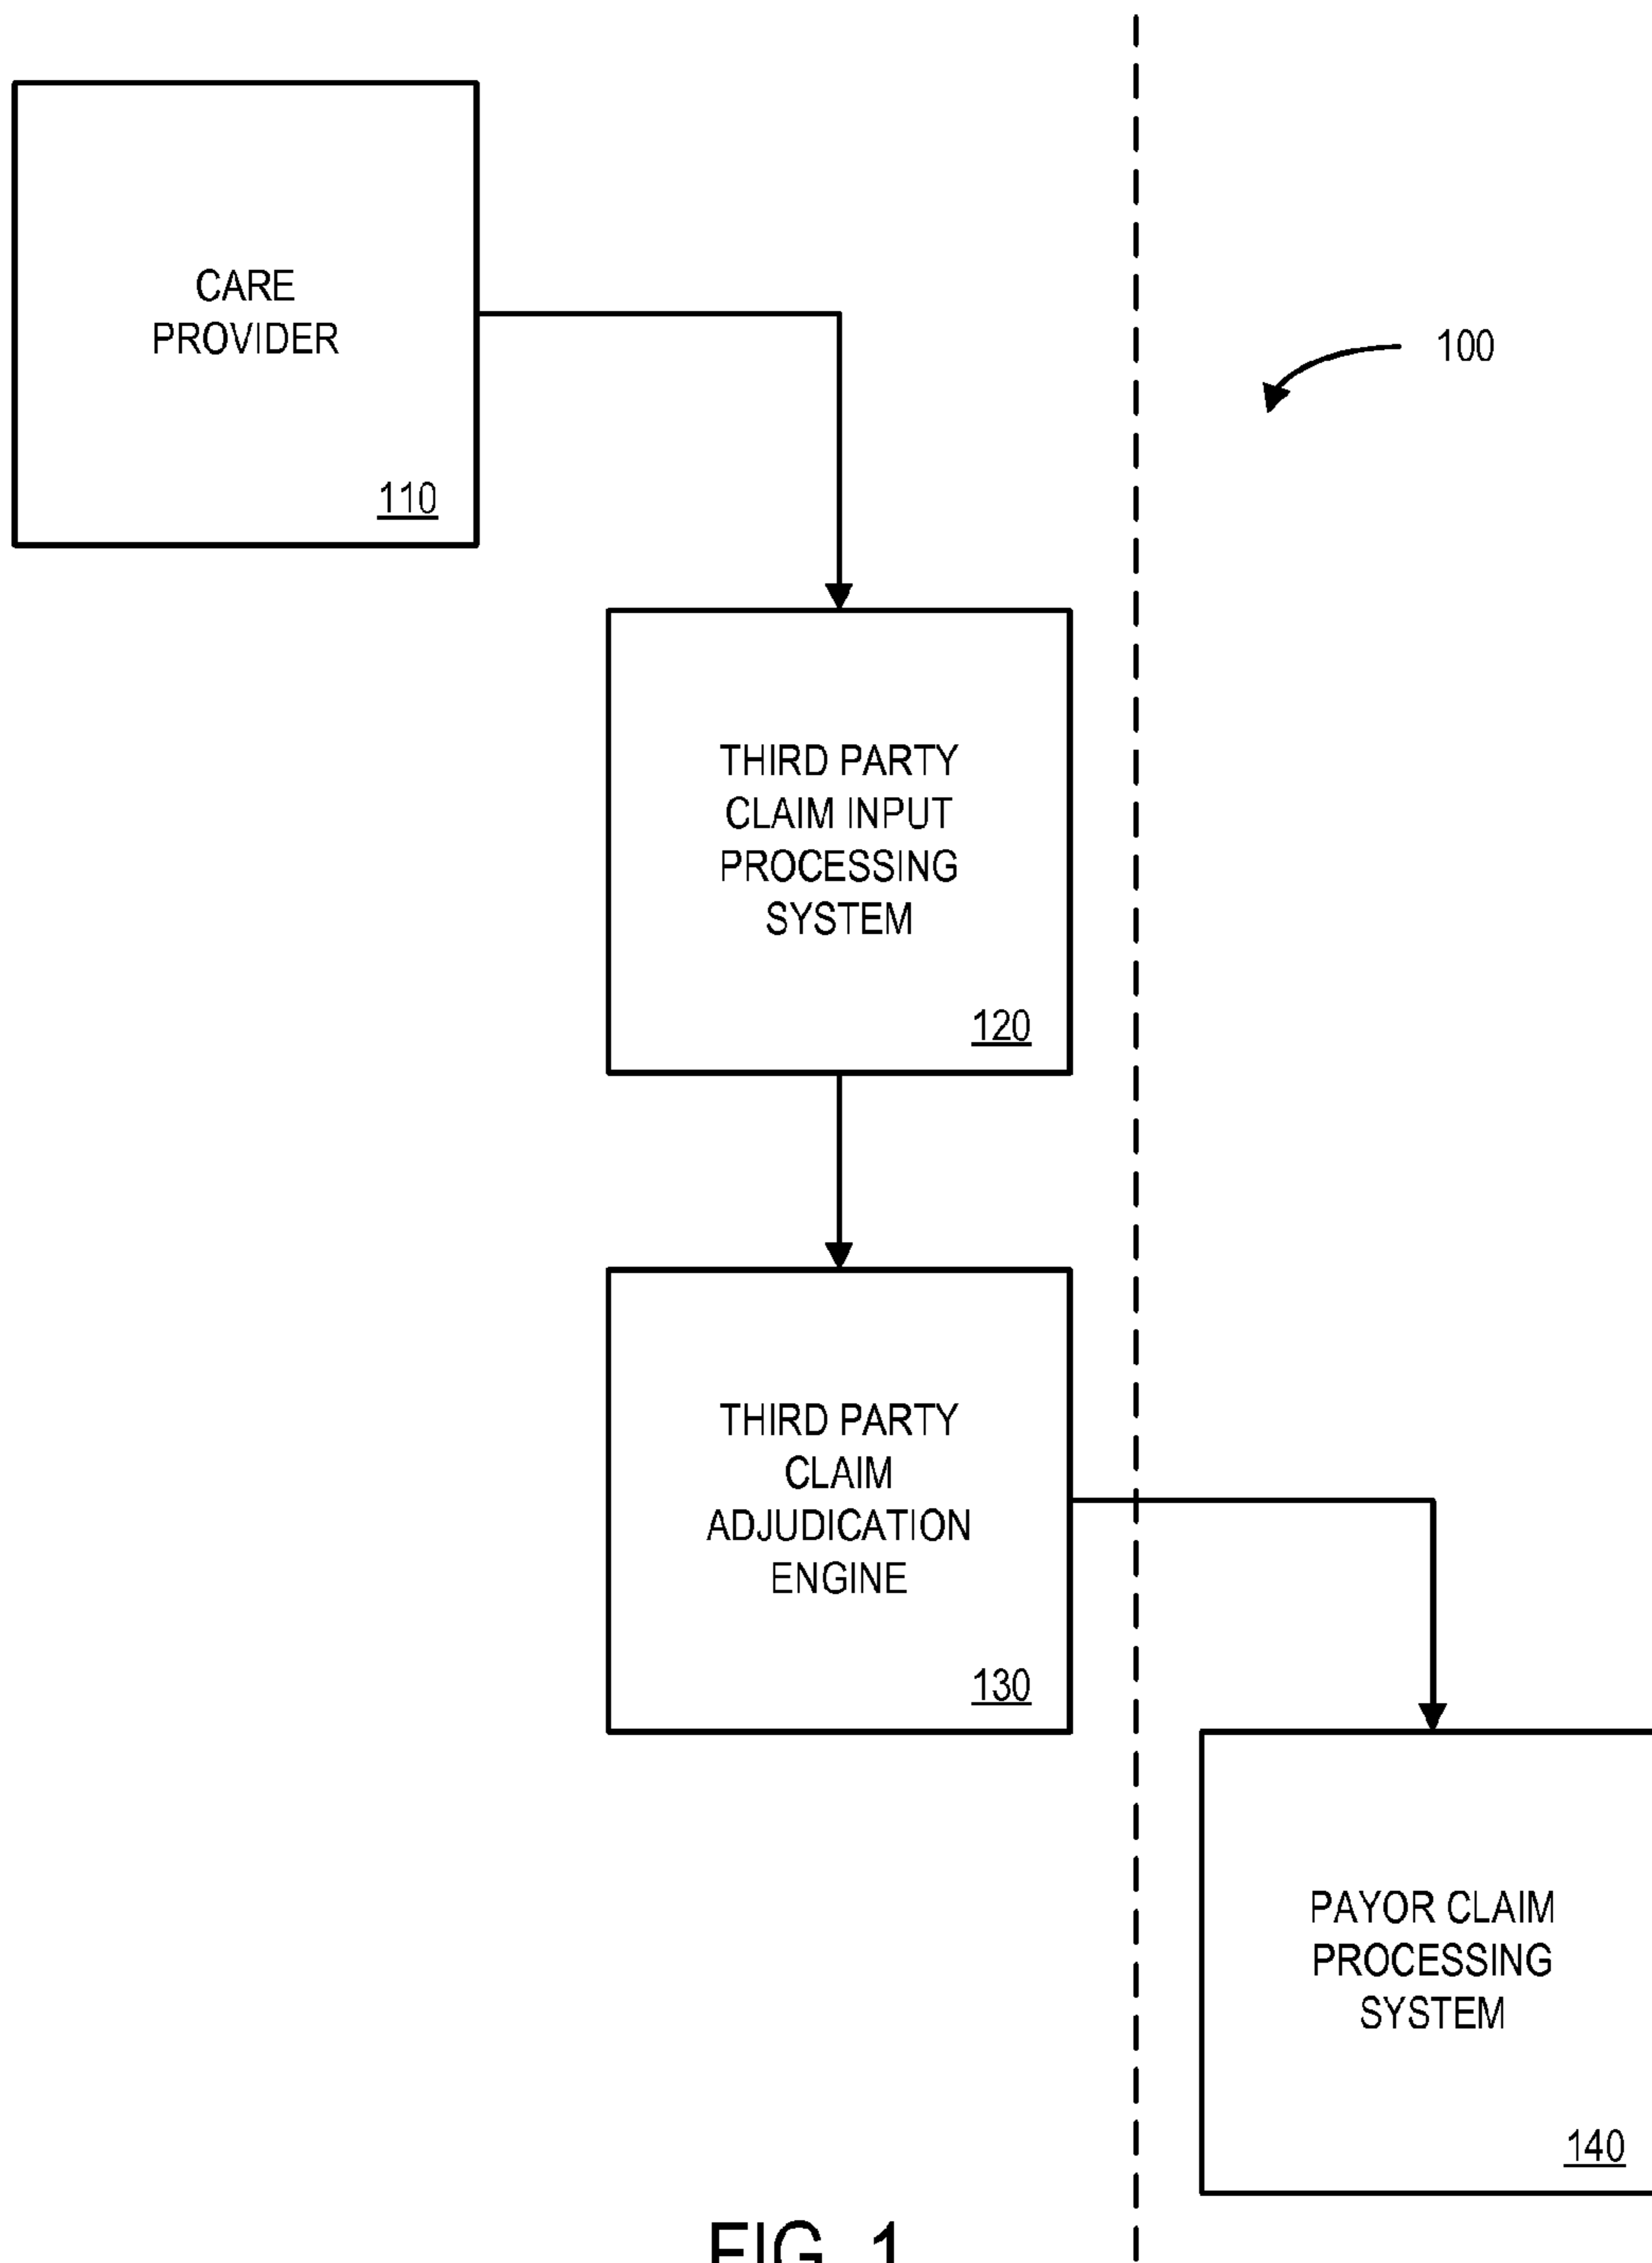 CARE
PROVIDER
110
100
THIRD PARTY
CLAIM INPUT
PROCESSING
SYSTEM
120
THIRD PARTY
CLAIM
ADJUDICATION
ENGINE
130
PAYOR CLAIM
PROCESSING
SYSTEM
140
FIG. 1